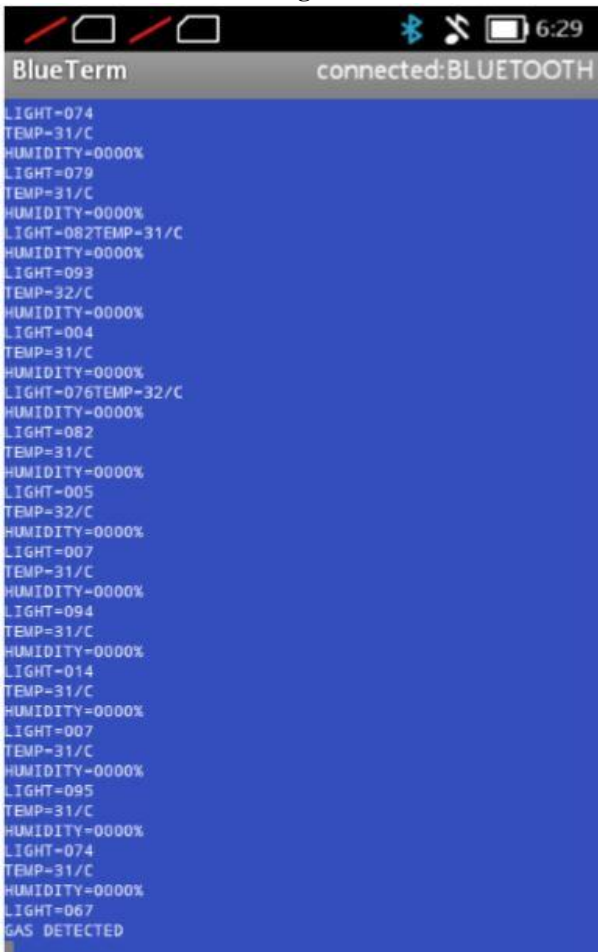 6:29
BlueTerm connected:BLUETOOTH
LIGHT=074
TEMP=31/C
HUMIDITY=0000%
LIGHT=079
TEMP=31/C
HUMIDITY=0000%
LIGHT=082TEMP=31/C
HUMIDITY=0000%
LIGHT=093
TEMP=32/C
HUMIDITY=0000%
LIGHT=004
TEMP=31/C
HUMIDITY=0000%
LIGHT=076TEMP=32/C
HUMIDITY=0000%
LIGHT=082
TEMP=31/C
HUMIDITY=0000%
LIGHT=005
TEMP=32/C
HUMIDITY=0000%
LIGHT=007
TEMP=31/C
HUMIDITY=0000%
LIGHT=094
TEMP=31/C
HUMIDITY=0000%
LIGHT=014
TEMP=31/C
HUMIDITY=0000%
LIGHT=007
TEMP=31/C
HUMIDITY=0000%
LIGHT=095
TEMP=31/C
HUMIDITY=0000%
LIGHT=074
TEMP=31/C
HUMIDITY=0000%
LIGHT=067
GAS DETECTED